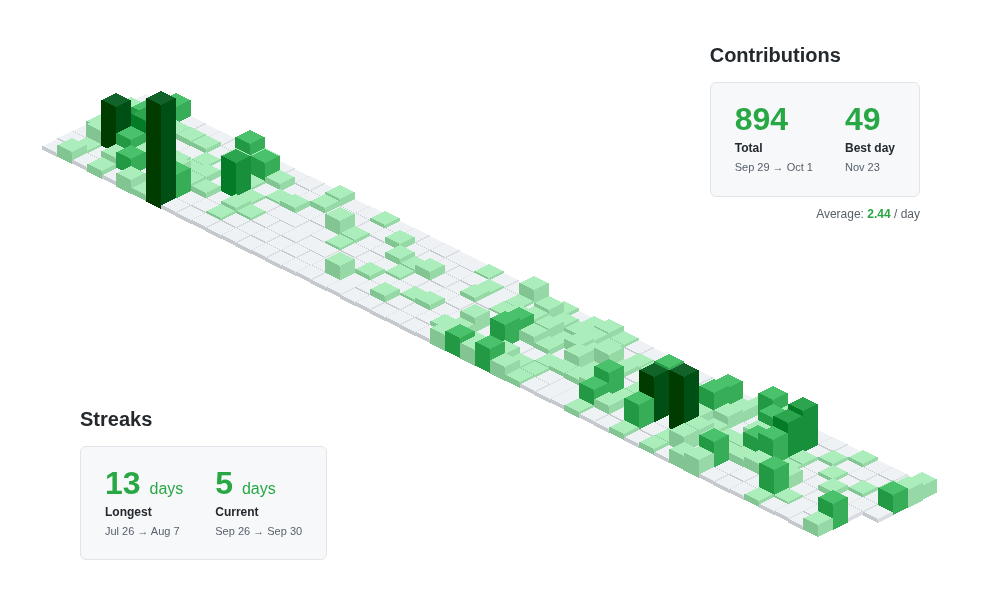 Contributions
894 49
Total Best day
Sep 29 → Oct 1 Nov 23
Average: 2.44 / day
Streaks
13 days 5 days
Longest Current
Jul 26 → Aug 7 Sep 26 → Sep 30